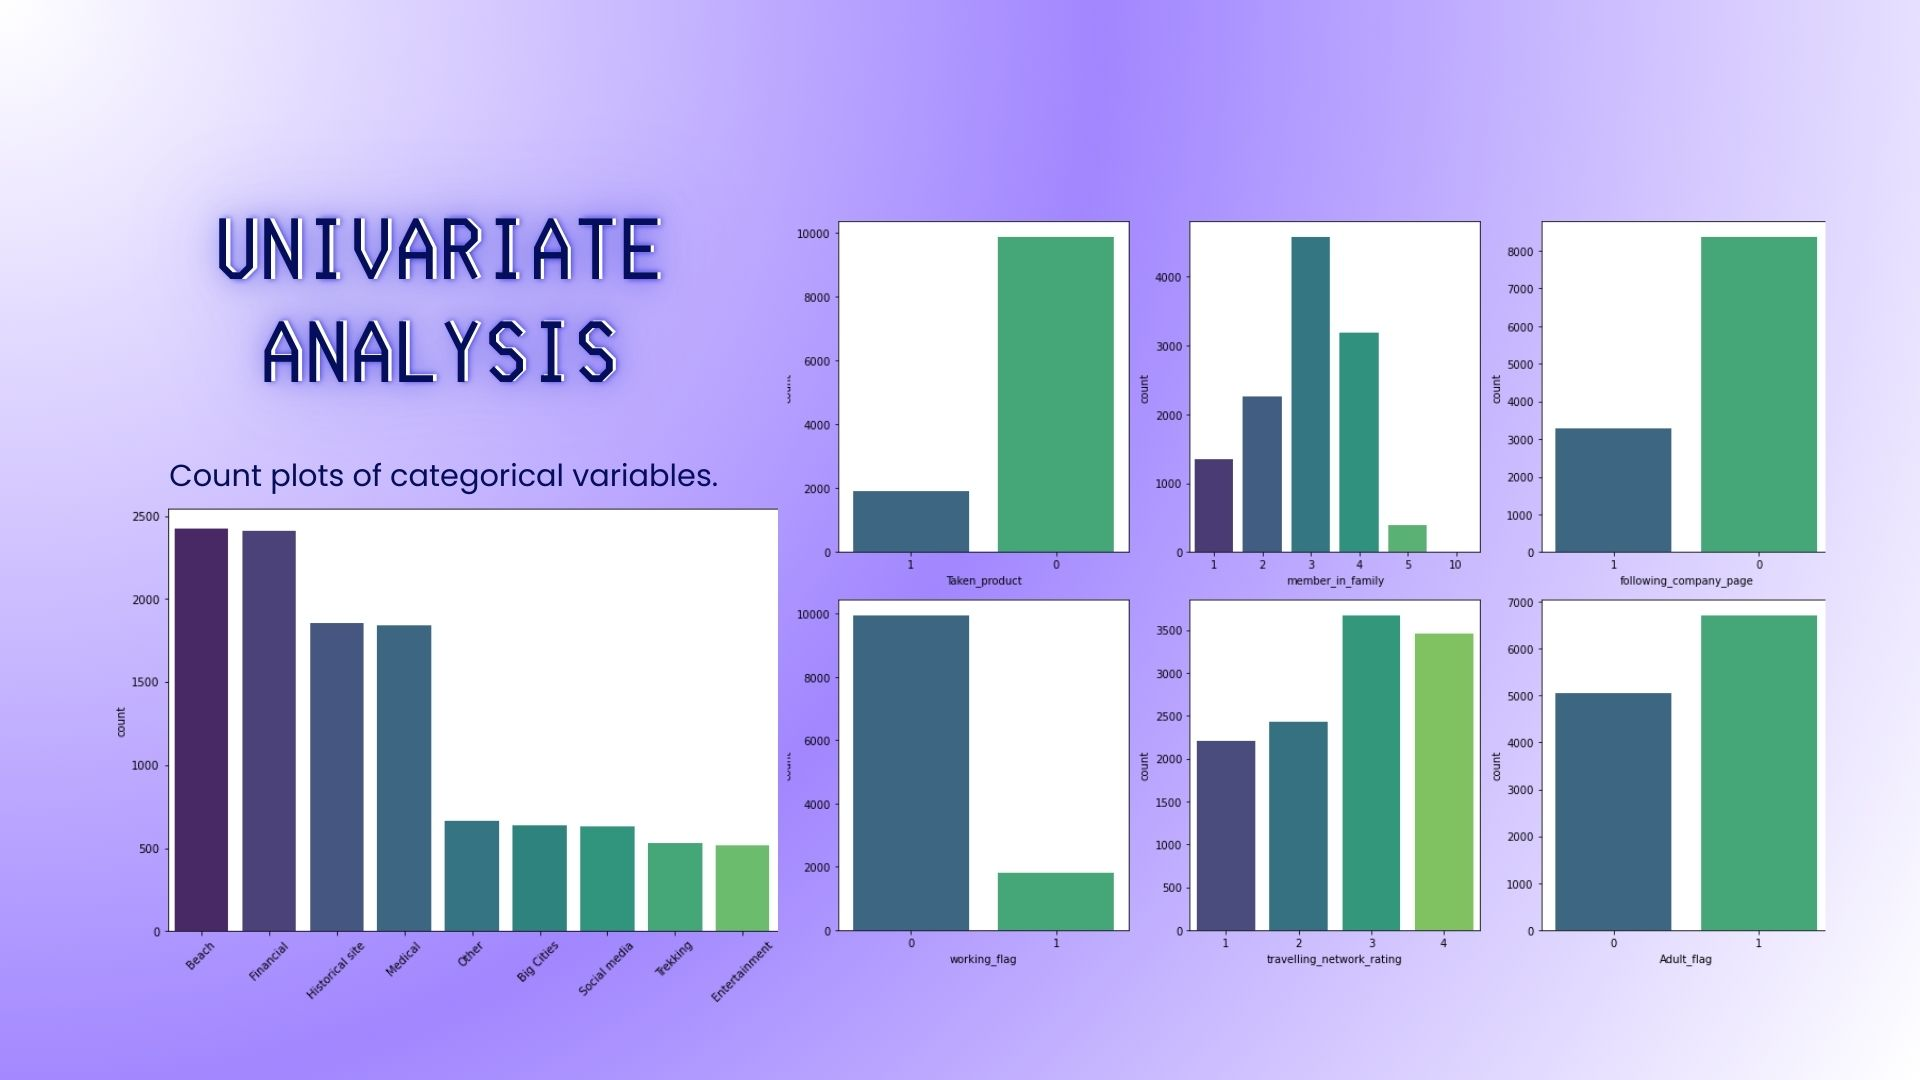 UNIVARIATE
ANALYSIS
Count plots of categorical variables.
2500
2000
1500
1000
500
0
count
Beach
Financial
Historical site
Medical
Other
Big Cities
Social media
Trekking
Entertainment
10000
8000
6000
4000
2000
0
1 0
Taken_product
4000
3000
2000
1000
0
count
1 2 3 4 5 10
member_in_family
8000
7000
6000
5000
4000
3000
2000
1000
0
count
1 0
following_company_page
10000
8000
6000
4000
2000
0
0 1
working_flag
3500
3000
2500
2000
1500
1000
500
0
count
1 2 3 4
travelling_network_rating
7000
6000
5000
4000
3000
2000
1000
0
count
0 1
Adult_flag